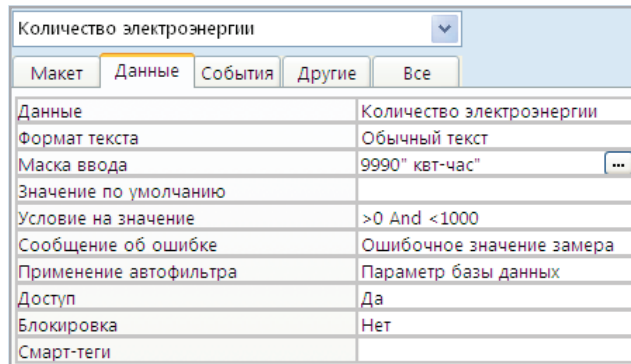 Количество электроэнергии
Макет Данные События Другие Все
Данные Количество электроэнергии
Формат текста Обычный текст
Маска ввода 9990" квт-час" ...
Значение по умолчанию
Условие на значение >0 And <1000
Сообщение об ошибке Ошибочное значение замера
Применение автофильтра Параметр базы данных
Доступ Да
Блокировка Нет
Смарт-теги